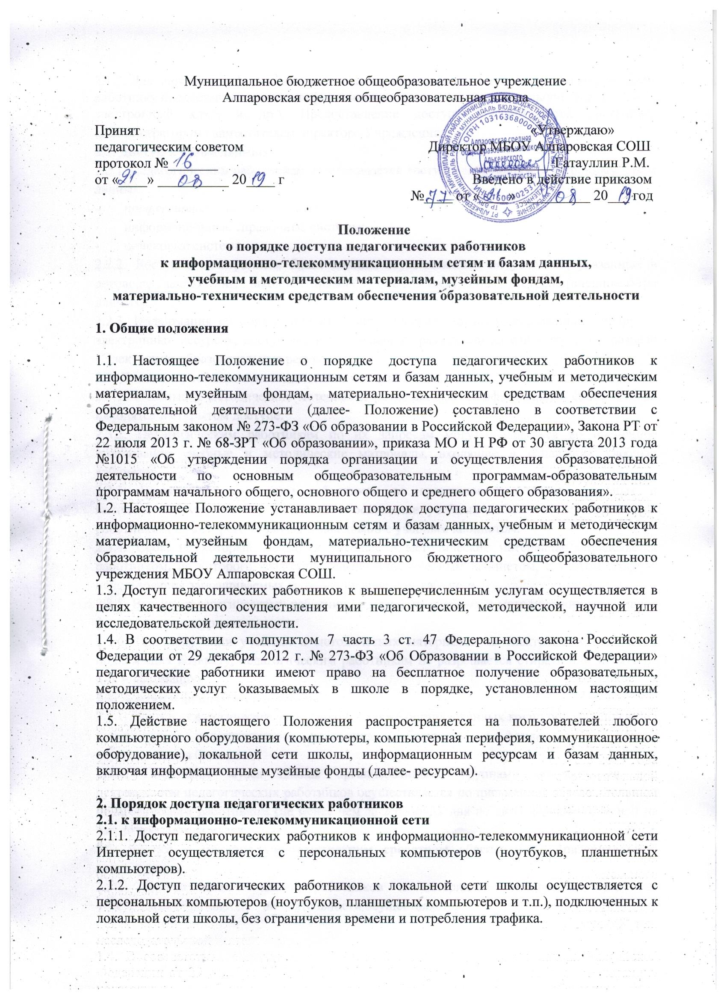 Муниципальное бюджетное общеобразовательное учреждение
Алпаровская средняя общеобразовательная школа
Принят
«Утверждаю»
педагогическим советом
Директор МБОУ Алпаровская СОШ
протокол № 16
Гатауллин Р.М.
от «21» 08 2019 г
Введено в действие приказом
№ 77 от «21» 08 2019 год
Алпаровская средняя
общеобразовательная школа
Алькеевского
муниципального района
Республики Татарстан
Положение
о порядке доступа педагогических работников
к информационно-телекоммуникационным сетям и базам данных,
учебным и методическим материалам, музейным фондам,
материально-техническим средствам обеспечения образовательной деятельности
1. Общие положения
1.1. Настоящее Положение о порядке доступа педагогических работников к
информационно-телекоммуникационным сетям и базам данных, учебным и методическим
материалам, музейным фондам, материально-техническим средствам обеспечения
образовательной деятельности (далее- Положение) составлено в соответствии с
Федеральным законом № 273-ФЗ «Об образовании в Российской Федерации», Закона РТ от
22 июля 2013 г. № 68-ЗРТ «Об образовании», приказа МО и Н РФ от 30 августа 2013 года
№1015 «Об утверждении порядка организации и осуществления образовательной
деятельности по основным общеобразовательным программам-образовательным
программам начального общего, основного общего и среднего общего образования».
1.2. Настоящее Положение устанавливает порядок доступа педагогических работников к
информационно-телекоммуникационным сетям и базам данных, учебным и методическим
материалам, музейным фондам, материально-техническим средствам обеспечения
образовательной деятельности муниципального бюджетного общеобразовательного
учреждения МБОУ Алпаровская СОШ.
1.3. Доступ педагогических работников к вышеперечисленным услугам осуществляется в
целях качественного осуществления ими педагогической, методической, научной или
исследовательской деятельности.
1.4. В соответствии с подпунктом 7 часть 3 ст. 47 Федерального закона Российской
Федерации от 29 декабря 2012 г. № 273-ФЗ «Об Образовании в Российской Федерации»
педагогические работники имеют право на бесплатное получение образовательных,
методических услуг оказываемых в школе в порядке, установленном настоящим
положением.
1.5. Действие настоящего Положения распространяется на пользователей любого
компьютерного оборудования (компьютеры, компьютерная периферия, коммуникационное
оборудование), локальной сети школы, информационным ресурсам и базам данных,
включая информационные музейные фонды (далее- ресурсам).
2. Порядок доступа педагогических работников
2.1. к информационно-телекоммуникационной сети
2.1.1. Доступ педагогических работников к информационно-телекоммуникационной сети
Интернет осуществляется с персональных компьютеров (ноутбуков, планшетных
компьютеров).
2.1.2. Доступ педагогических работников к локальной сети школы осуществляется с
персональных компьютеров (ноутбуков, планшетных компьютеров и т.п.), подключенных к
локальной сети школы, без ограничения времени и потребления трафика.